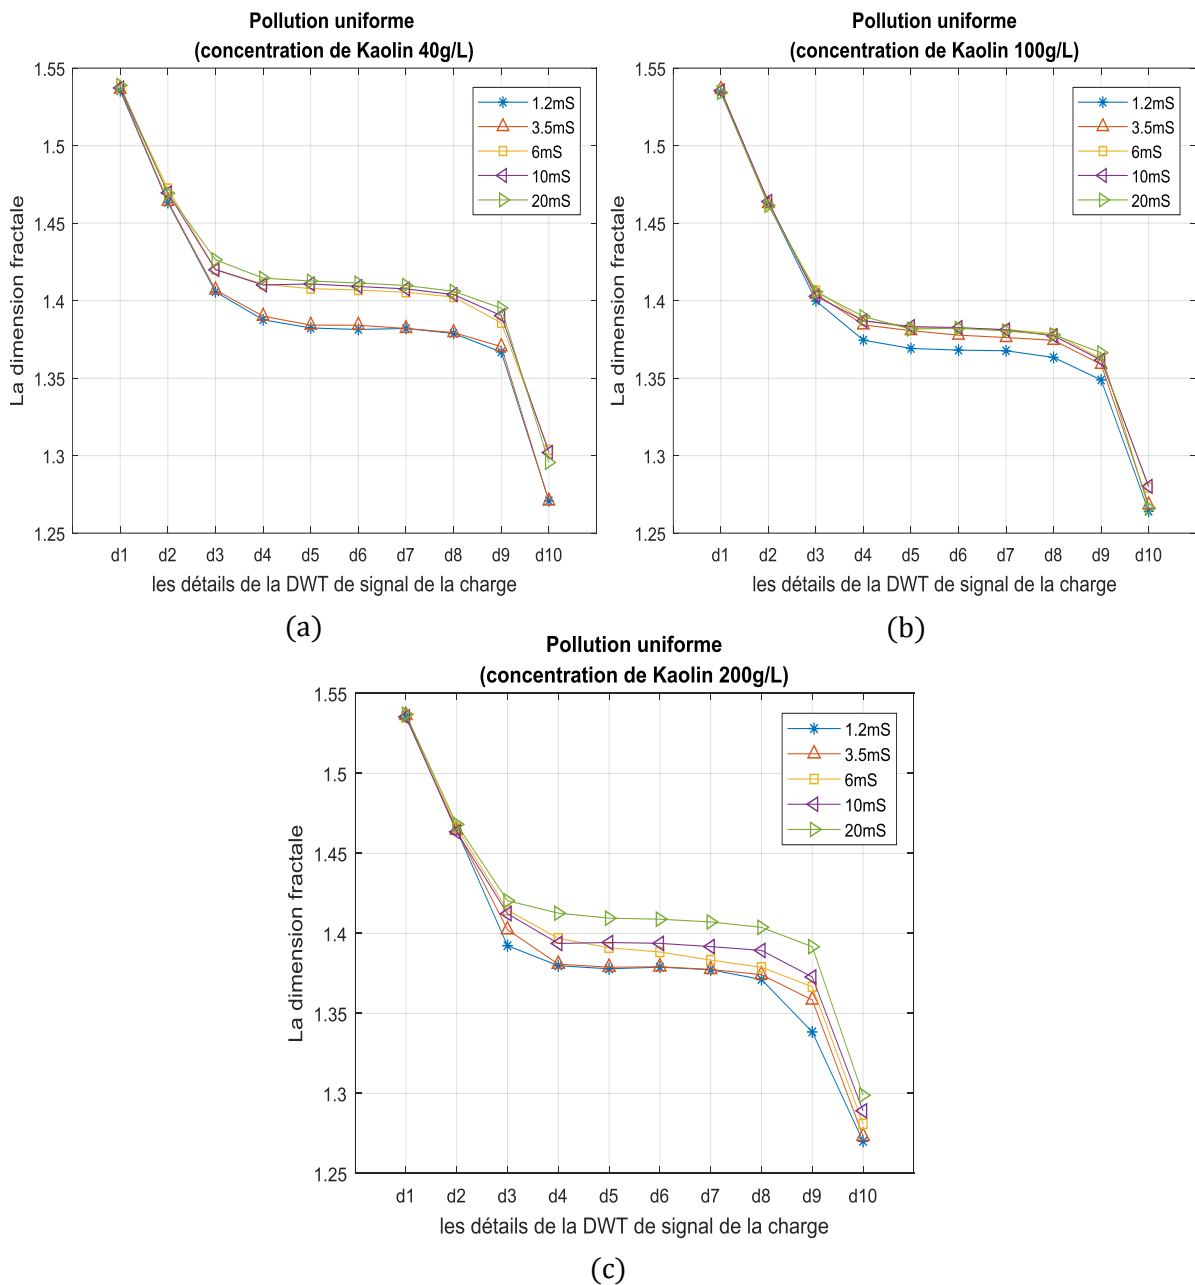 Pollution uniforme
(concentration de Kaolin 40g/L)
1.55
1.5
1.45
1.4
1.35
1.3
1.25
La dimension fractale
1.2mS
3.5mS
6mS
10mS
20mS
d1 d2 d3 d4 d5 d6 d7 d8 d9 d10
les détails de la DWT de signal de la charge
(a)
Pollution uniforme
(concentration de Kaolin 100g/L)
1.55
1.5
1.45
1.4
1.35
1.3
1.25
La dimension fractale
1.2mS
3.5mS
6mS
10mS
20mS
d1 d2 d3 d4 d5 d6 d7 d8 d9 d10
les détails de la DWT de signal de la charge
(b)
Pollution uniforme
(concentration de Kaolin 200g/L)
1.55
1.5
1.45
1.4
1.35
1.3
1.25
La dimension fractale
1.2mS
3.5mS
6mS
10mS
20mS
d1 d2 d3 d4 d5 d6 d7 d8 d9 d10
les détails de la DWT de signal de la charge
(c)